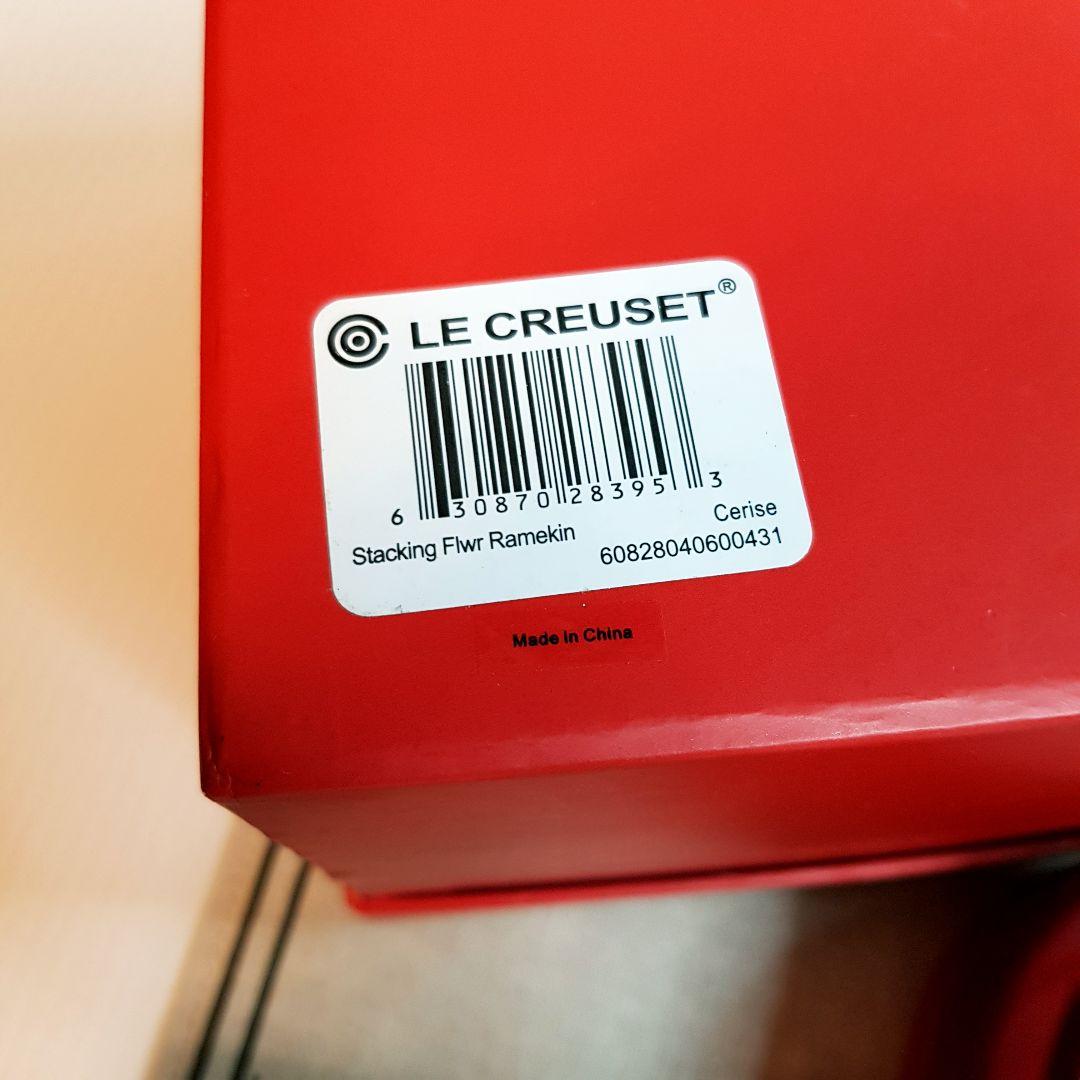 LE CREUSET®
6 30870 28395 3
Stacking Flwr Ramekin
Cerise
60828040600431
Made in China